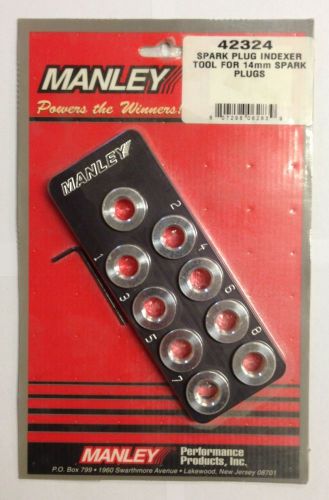 42324
SPARK PLUG INDEXER
TOOL FOR 14mm SPARK
PLUGS
MANLEY
Powers the Winners!
MANLEY
1 2
3 4
5 6
7 8
MANLEY Performance Products, Inc.
P.O. Box 799 • 1960 Swarthmore Avenue • Lakewood, New Jersey 08701